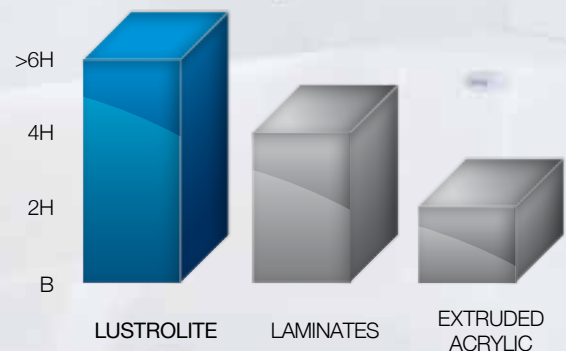 >6H
4H
2H
B
LUSTROLITE
LAMINATES
EXTRUDED
ACRYLIC